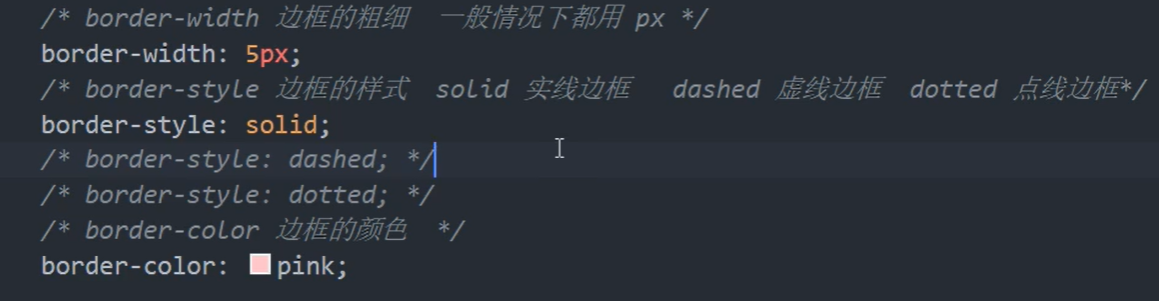 /* border-width 边框的粗细  一般情况下都用 px */
border-width: 5px;
/* border-style 边框的样式  solid 实线边框   dashed 虚线边框  dotted 点线边框*/
border-style: solid;
/* border-style: dashed; */
/* border-style: dotted; */
/* border-color 边框的颜色  */
border-color: pink;